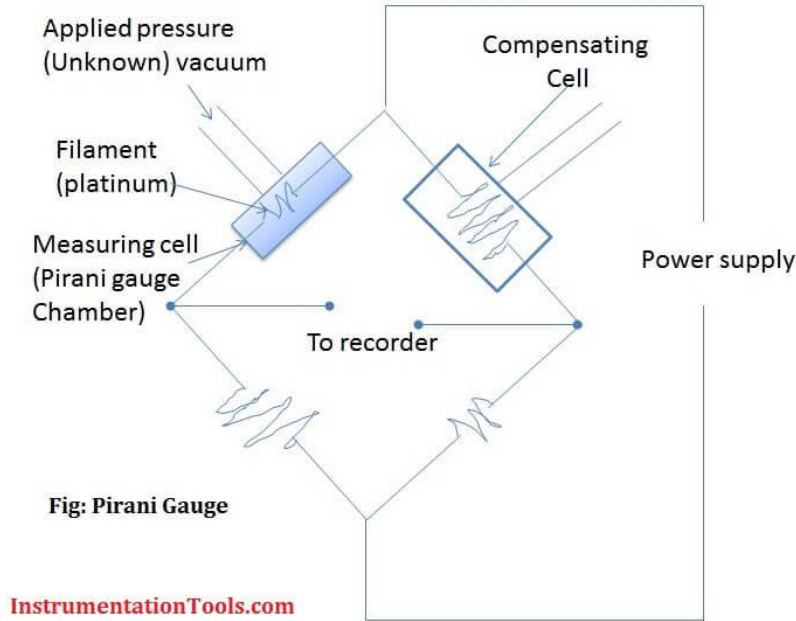 Applied pressure
(Unknown) vacuum
Compensating
Cell
Filament
(platinum)
Measuring cell
(Pirani gauge
Chamber)
Power supply
To recorder
Fig: Pirani Gauge
InstrumentationTools.com